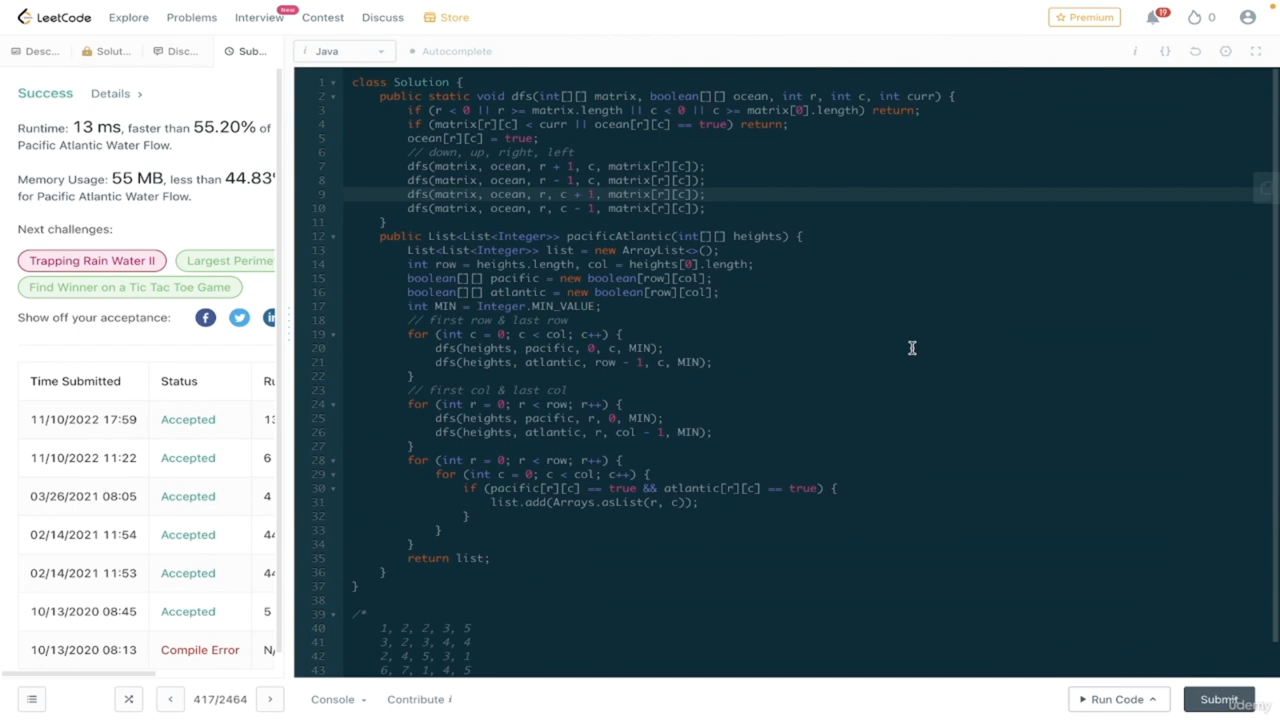 LeetCode Explore Problems Interview New Contest Discuss Store Premium 19 0
Desc... Solut... Disc... Sub... i Java Autocomplete i {}
Success Details >
Runtime: 13 ms, faster than 55.20% of
Pacific Atlantic Water Flow.
Memory Usage: 55 MB, less than 44.83%
for Pacific Atlantic Water Flow.
Next challenges:
Trapping Rain Water II Largest Perime
Find Winner on a Tic Tac Toe Game
Show off your acceptance:
Time Submitted Status Ru
11/10/2022 17:59 Accepted 13
11/10/2022 11:22 Accepted 6
03/26/2021 08:05 Accepted 4
02/14/2021 11:54 Accepted 44
02/14/2021 11:53 Accepted 44
10/13/2020 08:45 Accepted 5
10/13/2020 08:13 Compile Error N/
1 class Solution {
2 public static void dfs(int[][] matrix, boolean[][] ocean, int r, int c, int curr) {
3 if (r < 0 || r >= matrix.length || c < 0 || c >= matrix[0].length) return;
4 if (matrix[r][c] < curr || ocean[r][c] == true) return;
5 ocean[r][c] = true;
6 // down, up, right, left
7 dfs(matrix, ocean, r + 1, c, matrix[r][c]);
8 dfs(matrix, ocean, r - 1, c, matrix[r][c]);
9 dfs(matrix, ocean, r, c + 1, matrix[r][c]);
10 dfs(matrix, ocean, r, c - 1, matrix[r][c]);
11 }
12 public List<List<Integer>> pacificAtlantic(int[][] heights) {
13 List<List<Integer>> list = new ArrayList<>();
14 int row = heights.length, col = heights[0].length;
15 boolean[][] pacific = new boolean[row][col];
16 boolean[][] atlantic = new boolean[row][col];
17 int MIN = Integer.MIN_VALUE;
18 // first row & last row
19 for (int c = 0; c < col; c++) {
20 dfs(heights, pacific, 0, c, MIN);
21 dfs(heights, atlantic, row - 1, c, MIN);
22 }
23 // first col & last col
24 for (int r = 0; r < row; r++) {
25 dfs(heights, pacific, r, 0, MIN);
26 dfs(heights, atlantic, r, col - 1, MIN);
27 }
28 for (int r = 0; r < row; r++) {
29 for (int c = 0; c < col; c++) {
30 if (pacific[r][c] == true && atlantic[r][c] == true) {
31 list.add(Arrays.asList(r, c));
32 }
33 }
34 }
35 return list;
36 }
37 }
38
39 /*
40 1, 2, 2, 3, 5
41 3, 2, 3, 4, 4
42 2, 4, 5, 3, 1
43 6, 7, 1, 4, 5
< 417/2464 > Console Contribute i Run Code Submit
udemy